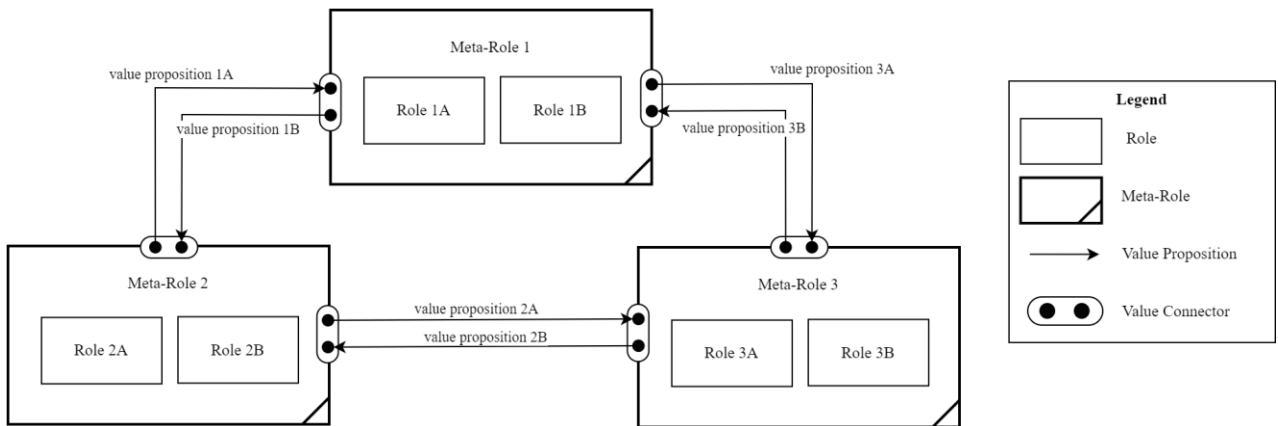 Meta-Role 1
value proposition 1A
value proposition 3A
Role 1A
Role 1B
value proposition 1B
value proposition 3B
Meta-Role 2
Meta-Role 3
value proposition 2A
value proposition 2B
Role 2A
Role 2B
Role 3A
Role 3B
Legend
Role
Meta-Role
Value Proposition
Value Connector